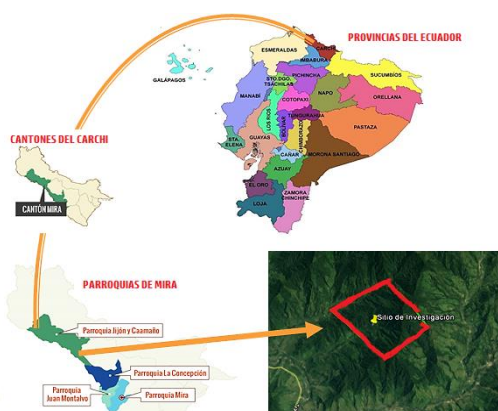 PROVINCIAS DEL ECUADOR
ESMERALDAS
CARCHI
IMBABURA
GALÁPAGOS
PICHINCHA
SUCUMBÍOS
STO DGO.
TSÁCHILAS
MANABÍ
NAPO
ORELLANA
COTOPAXI
LOS RÍOS
TUNGURAHUA
BOLÍVAR
PASTAZA
STA.
ELENA
GUAYAS
CHIMBORAZO
CAÑAR
MORONA SANTIAGO
AZUAY
EL ORO
LOJA
ZAMORA
CHINCHIPE
CANTONES DEL CARCHI
CANTÓN MIRA
PARROQUIAS DE MIRA
Parroquia Jijón y Caamaño
Parroquia La Concepción
Parroquia
Juan Montalvo
Parroquia Mira
Sitio de Investigación